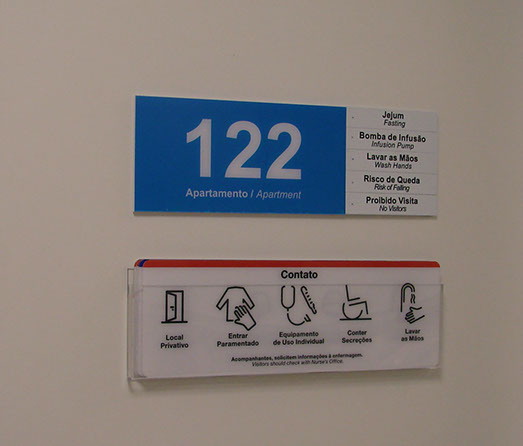 122
Apartamento / Apartment
Jejum
Fasting
Bomba de Infusão
Infusion Pump
Lavar as Mãos
Wash Hands
Risco de Queda
Risk of Falling
Proibido Visita
No Visitors
Contato
Local
Privativo
Entrar
Paramentado
Equipamento
de Uso Individual
Conter
Secreções
Lavar
as Mãos
Acompanhantes, solicitem informações à enfermagem.
Visitors should check with Nurse's Office.